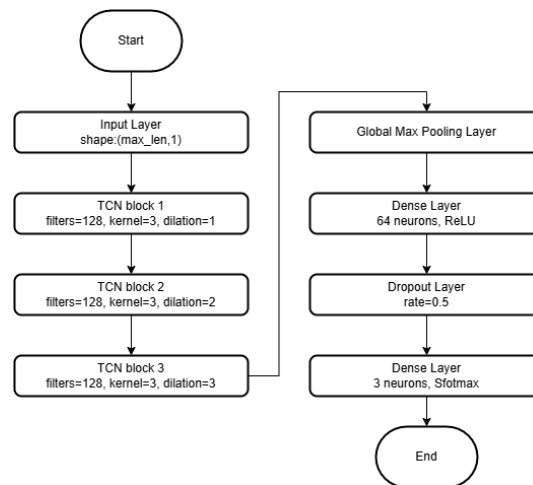 Start
Input Layer
shape:(max_len,1)
TCN block 1
filters=128, kernel=3, dilation=1
TCN block 2
filters=128, kernel=3, dilation=2
TCN block 3
filters=128, kernel=3, dilation=3
Global Max Pooling Layer
Dense Layer
64 neurons, ReLU
Dropout Layer
rate=0.5
Dense Layer
3 neurons, Sfotmax
End